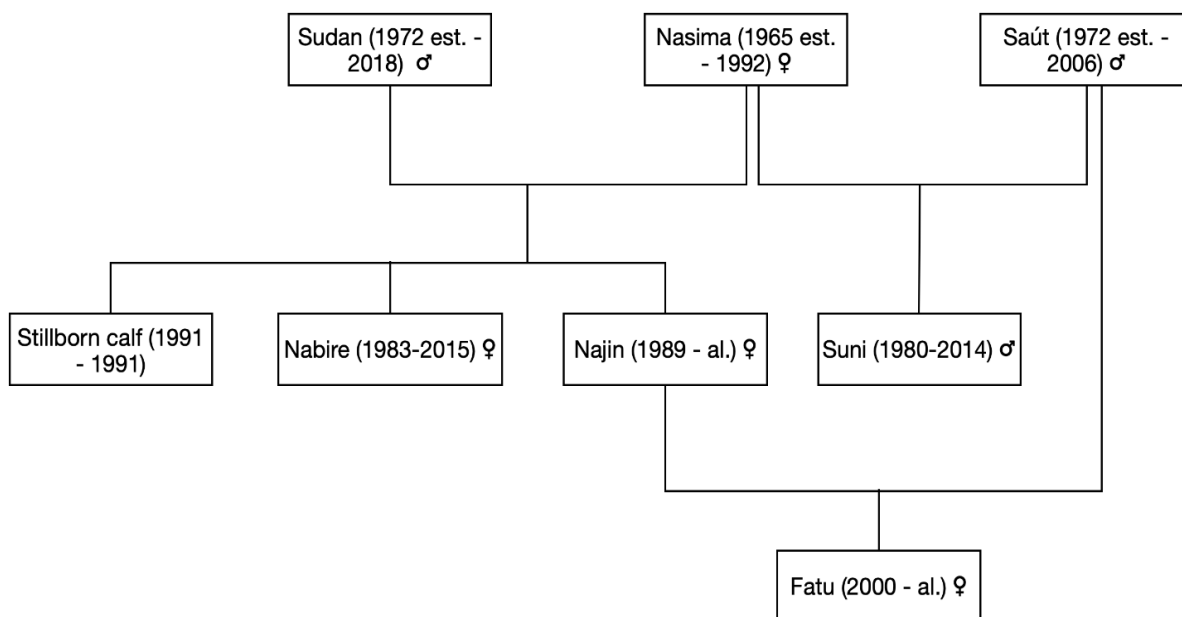 Sudan (1972 est. -
2018) ♂
Nasima (1965 est.
- 1992) ♀
Saút (1972 est. -
2006) ♂
Stillborn calf (1991
- 1991)
Nabire (1983-2015) ♀
Najin (1989 - al.) ♀
Suni (1980-2014) ♂
Fatu (2000 - al.) ♀